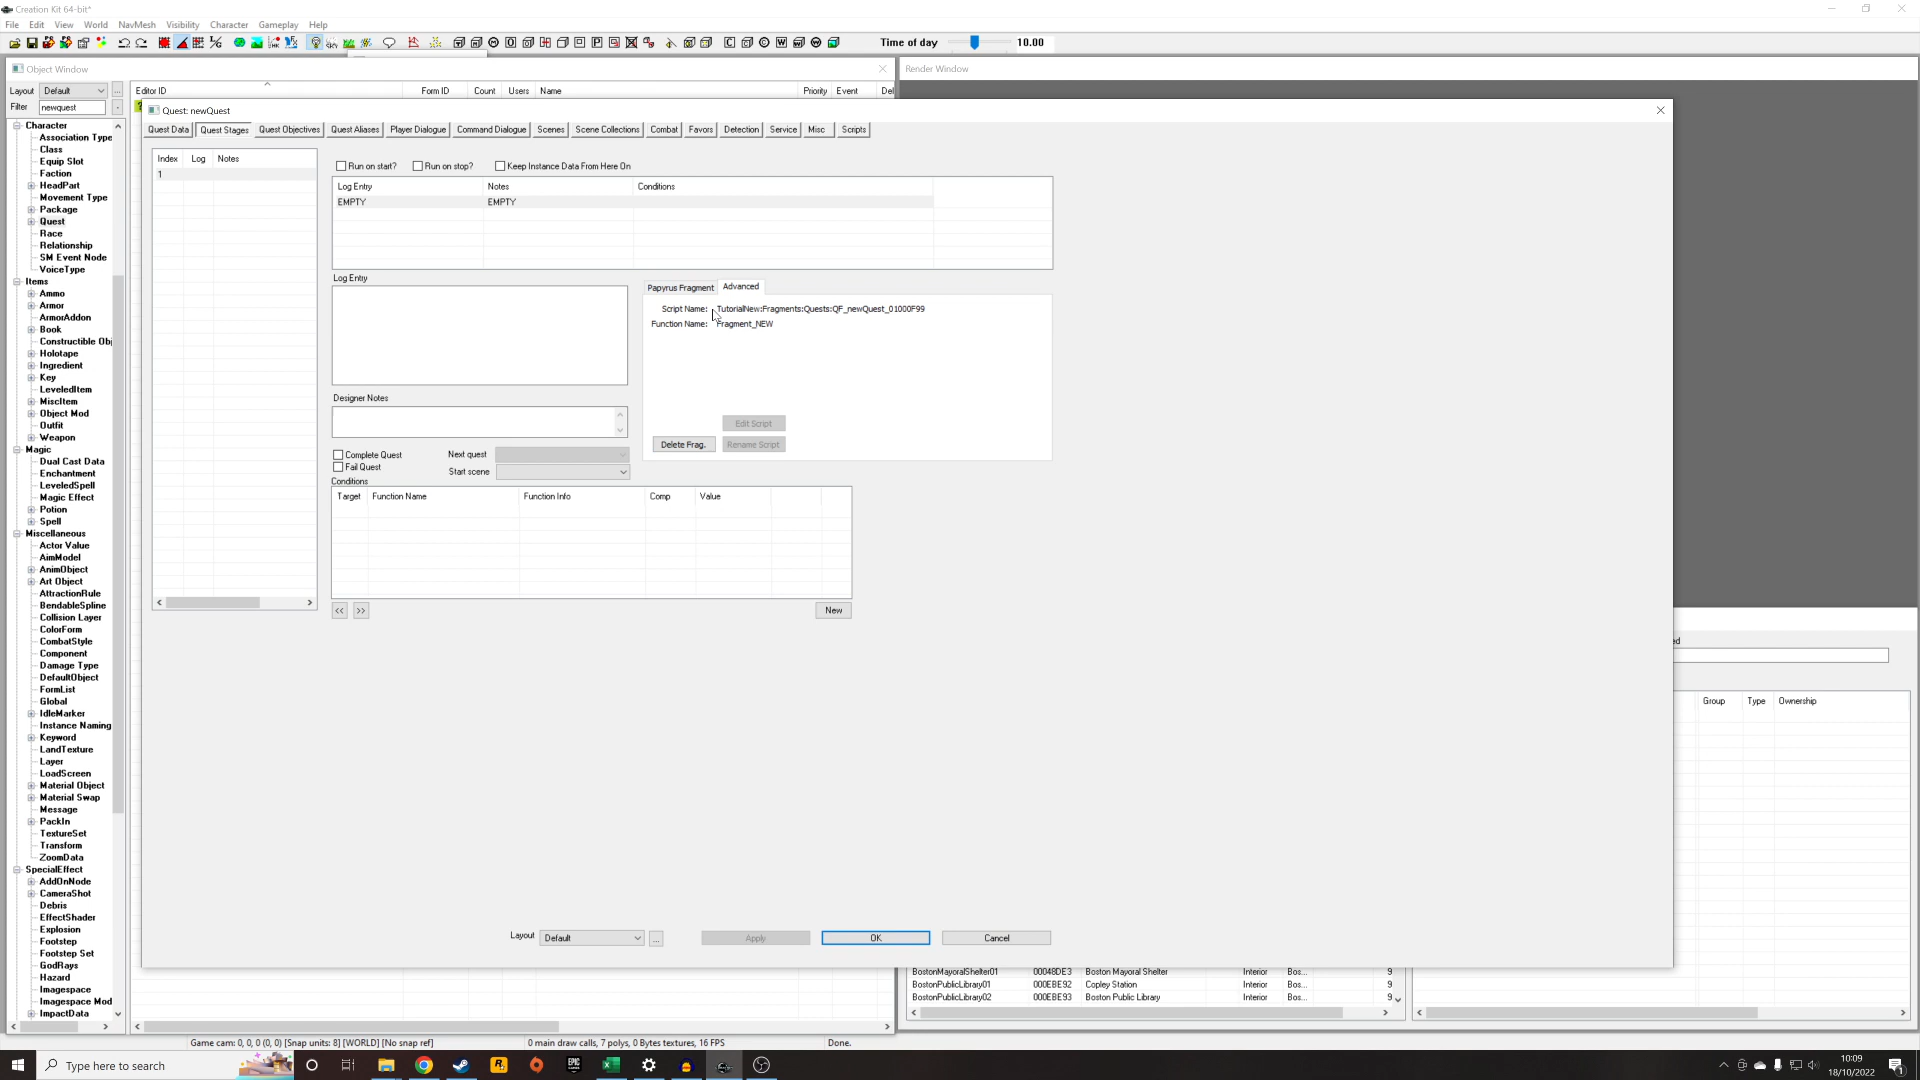 Creation Kit 64-bit*
File Edit View World NavMesh Visibility Character Gameplay Help
Time of day 10.00
Object Window
Render Window
Layout Default ...
Filter newquest
Editor ID Form ID Count Users Name Priority Event Del
Quest: newQuest
Quest Data Quest Stages Quest Objectives Quest Aliases Player Dialogue Command Dialogue Scenes Scene Collections Combat Favors Detection Service Misc Scripts
Character
Association Type
Class
Equip Slot
Faction
HeadPart
Movement Type
Package
Quest
Race
Relationship
SM Event Node
VoiceType
Items
Ammo
Armor
ArmorAddon
Book
Constructible Obj
Holotape
Ingredient
Key
LeveledItem
MiscItem
Object Mod
Outfit
Weapon
Magic
Dual Cast Data
Enchantment
LeveledSpell
Magic Effect
Potion
Spell
Miscellaneous
Actor Value
AimModel
AnimObject
Art Object
AttractionRule
BendableSpline
Collision Layer
ColorForm
CombatStyle
Component
Damage Type
DefaultObject
FormList
Global
IdleMarker
Instance Naming
Keyword
LandTexture
Layer
LoadScreen
Material Object
Material Swap
Message
PackIn
TextureSet
Transform
ZoomData
SpecialEffect
AddOnNode
CameraShot
Debris
EffectShader
Explosion
Footstep
Footstep Set
GodRays
Hazard
Imagespace
Imagespace Mod
ImpactData
Index Log Notes
1
Run on start? Run on stop? Keep Instance Data From Here On
Log Entry Notes Conditions
EMPTY EMPTY
Log Entry
Papyrus Fragment Advanced
Script Name: TutorialNew:Fragments:Quests:QF_newQuest_01000F99
Function Name: Fragment_NEW
Edit Script
Delete Frag. Rename Script
Designer Notes
Complete Quest Next quest
Fail Quest Start scene
Conditions
Target Function Name Function Info Comp Value
<< >> New
Layout Default ... Apply OK Cancel
ed
Group Type Ownership
BostonMayoralShelter01 00048DE3 Boston Mayoral Shelter Interior Bos... 9
BostonPublicLibrary01 000EBE92 Copley Station Interior Bos... 9
BostonPublicLibrary02 000EBE93 Boston Public Library Interior Bos... 9
Game cam: 0, 0, 0 (0, 0) [Snap units: 8] [WORLD] [No snap ref] 0 main draw calls, 7 polys, 0 Bytes textures, 16 FPS Done.
Type here to search
10:09
18/10/2022